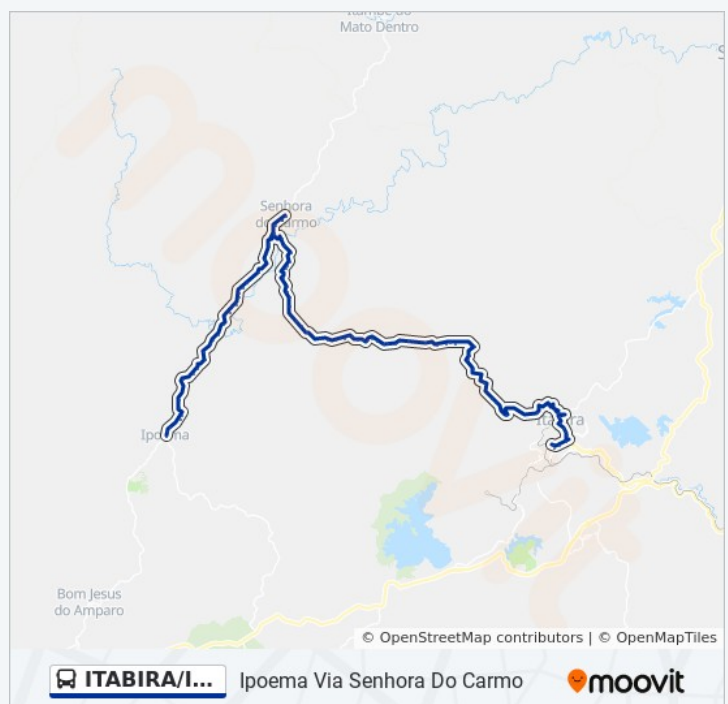 Mato Dentro
Senhora
do Carmo
Itabira
Ipoema
Bom Jesus
do Amparo
© OpenStreetMap contributors | © OpenMapTiles
ITABIRA/I...
Ipoema Via Senhora Do Carmo
moovit